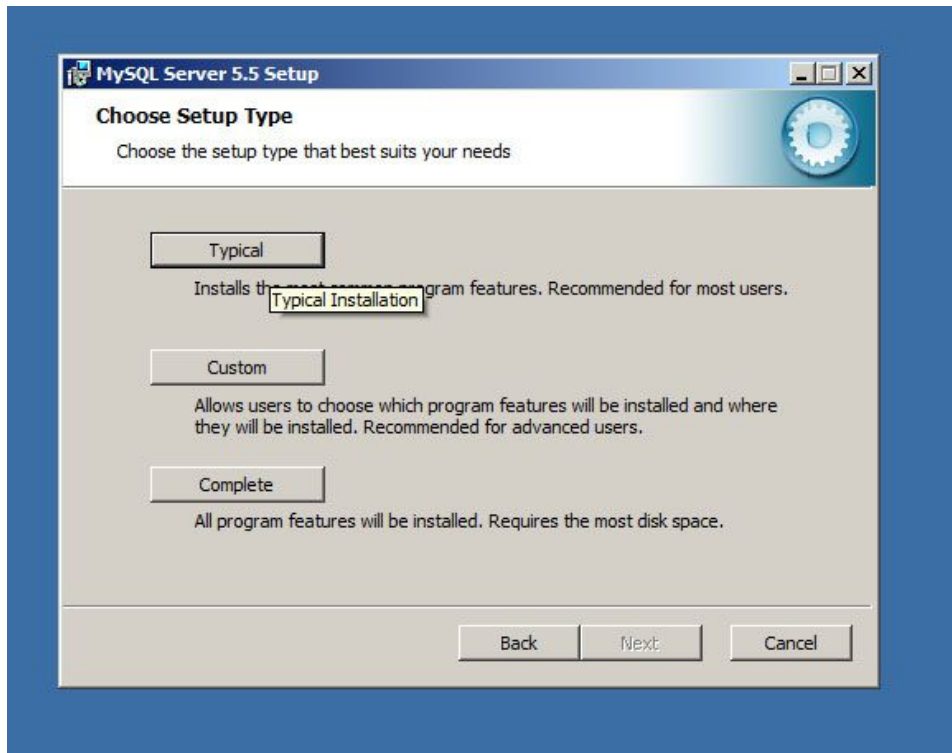 MySQL Server 5.5 Setup
Choose Setup Type
Choose the setup type that best suits your needs
Typical
Installs the most common program features. Recommended for most users.
Typical Installation
Custom
Allows users to choose which program features will be installed and where
they will be installed. Recommended for advanced users.
Complete
All program features will be installed. Requires the most disk space.
Back
Next
Cancel